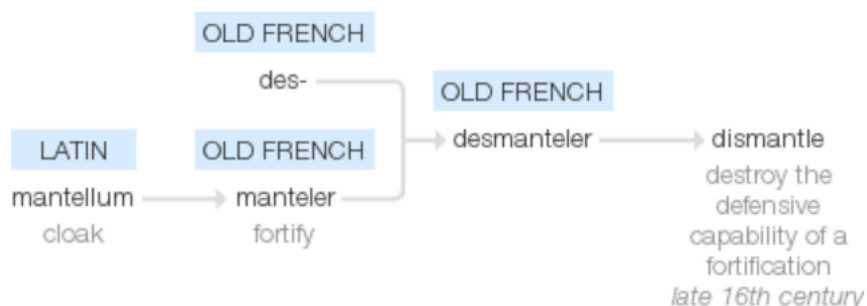 OLD FRENCH
des-
OLD FRENCH
desmanteler
dismantle
destroy the
defensive
capability of a
fortification
late 16th century
LATIN
mantellum
cloak
OLD FRENCH
manteler
fortify